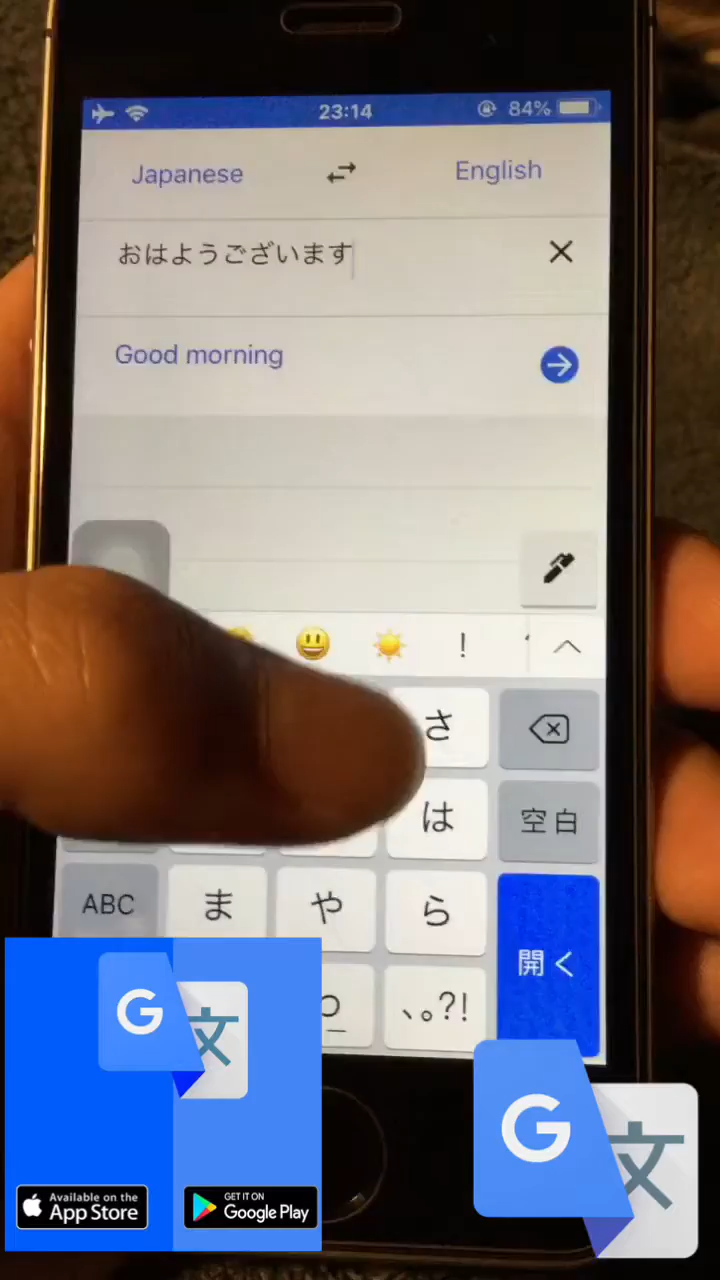 23:14
84%
Japanese
English
おはようございます
Good morning
!
さ
は
空白
ABC
ま
や
ら
開く
、。?!
G文
Available on the
App Store
GET IT ON
Google Play
G文